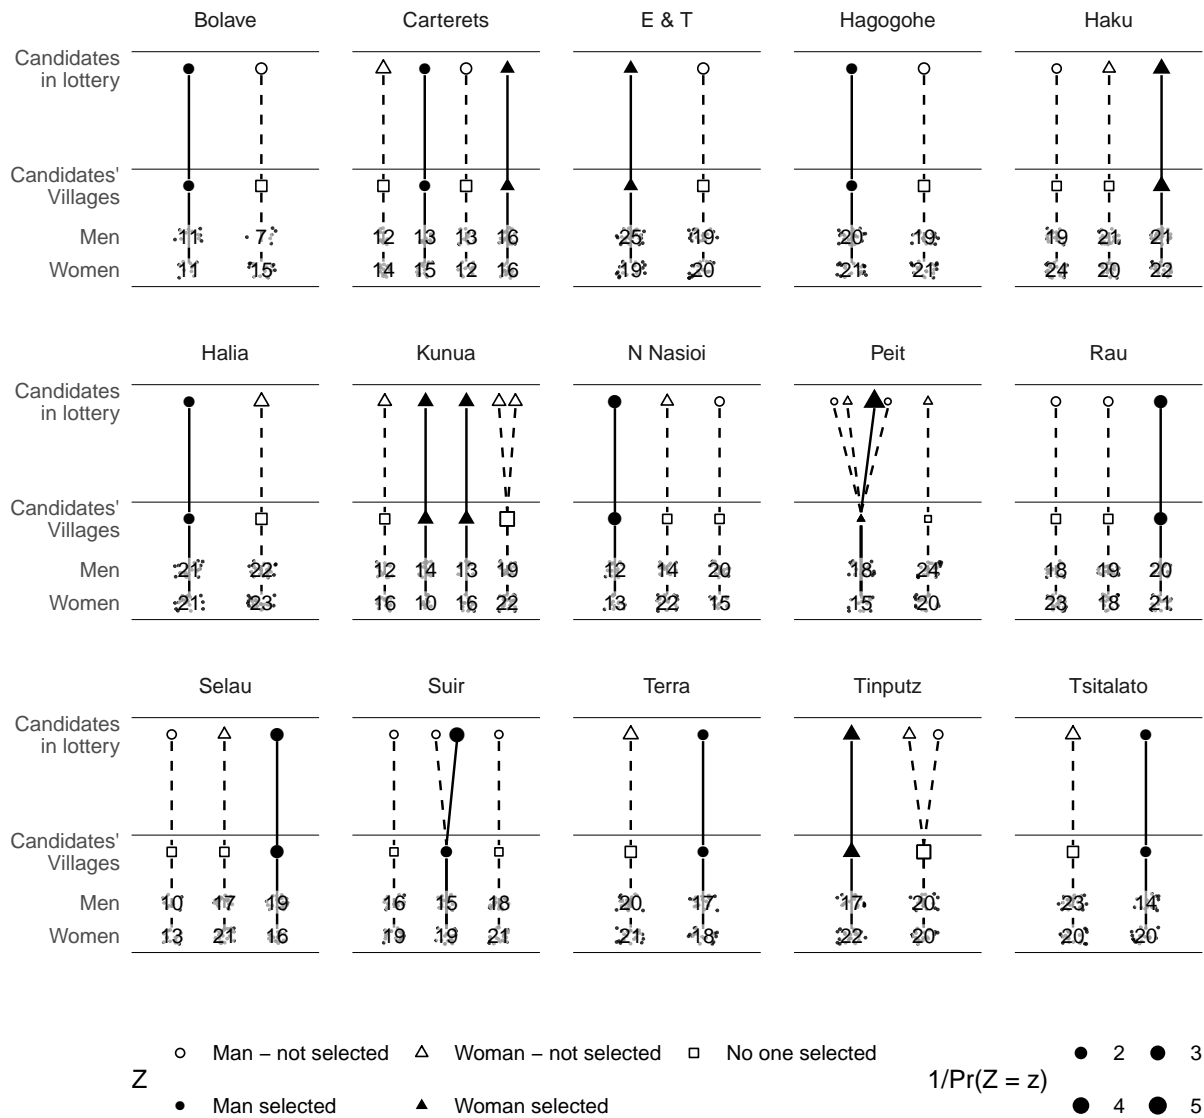 Bolave Carterets E & T Hagogohe Haku
Candidates
in lottery
Candidates'
Villages
Men 11 7 12 13 13 16 25 19 20 19 19 21 21
Women 11 15 14 15 12 16 19 20 21 21 24 20 22
Halia Kunua N Nasioi Peit Rau
Candidates
in lottery
Candidates'
Villages
Men 21 22 12 14 13 19 12 14 20 18 24 18 19 20
Women 21 23 16 10 16 22 13 22 15 15 20 23 18 21
Selau Suir Terra Tinputz Tsitalato
Candidates
in lottery
Candidates'
Villages
Men 10 17 19 16 15 18 20 17 17 20 23 14
Women 13 21 16 19 19 21 21 18 22 20 20 20
Man − not selected Woman − not selected No one selected 2 3
Z 1/Pr(Z = z)
Man selected Woman selected 4 5